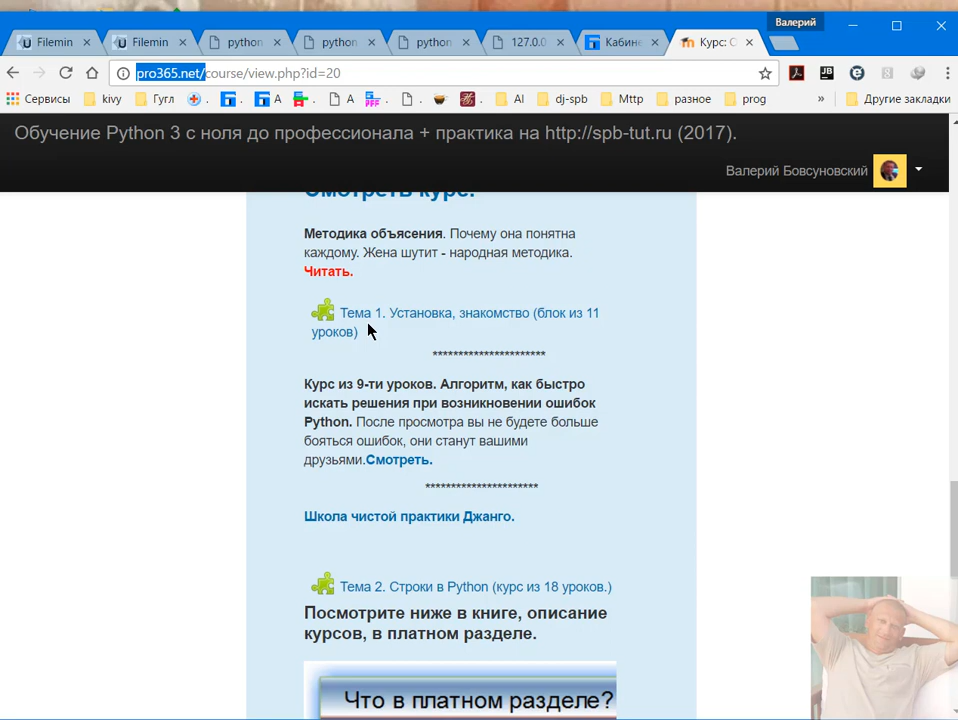 Валерий
Filemin
Filemin
python
python
python
127.0.0
Кабине
Курс: О
pro365.net/course/view.php?id=20
JB
Сервисы
kivy
Гугл
A
A
AI
dj-spb
Mttp
разное
prog
»
Другие закладки
Обучение Python 3 с ноля до профессионала + практика на http://spb-tut.ru (2017).
Валерий Бовсуновский
Смотреть курс.
Методика объясения. Почему она понятна
каждому. Жена шутит - народная методика.
Читать.
Тема 1. Установка, знакомство (блок из 11
уроков)
**********************
Курс из 9-ти уроков. Алгоритм, как быстро
искать решения при возникновении ошибок
Python. После просмотра вы не будете больше
бояться ошибок, они станут вашими
друзьями.Смотреть.
**********************
Школа чистой практики Джанго.
Тема 2. Строки в Python (курс из 18 уроков.)
Посмотрите ниже в книге, описание
курсов, в платном разделе.
Что в платном разделе?